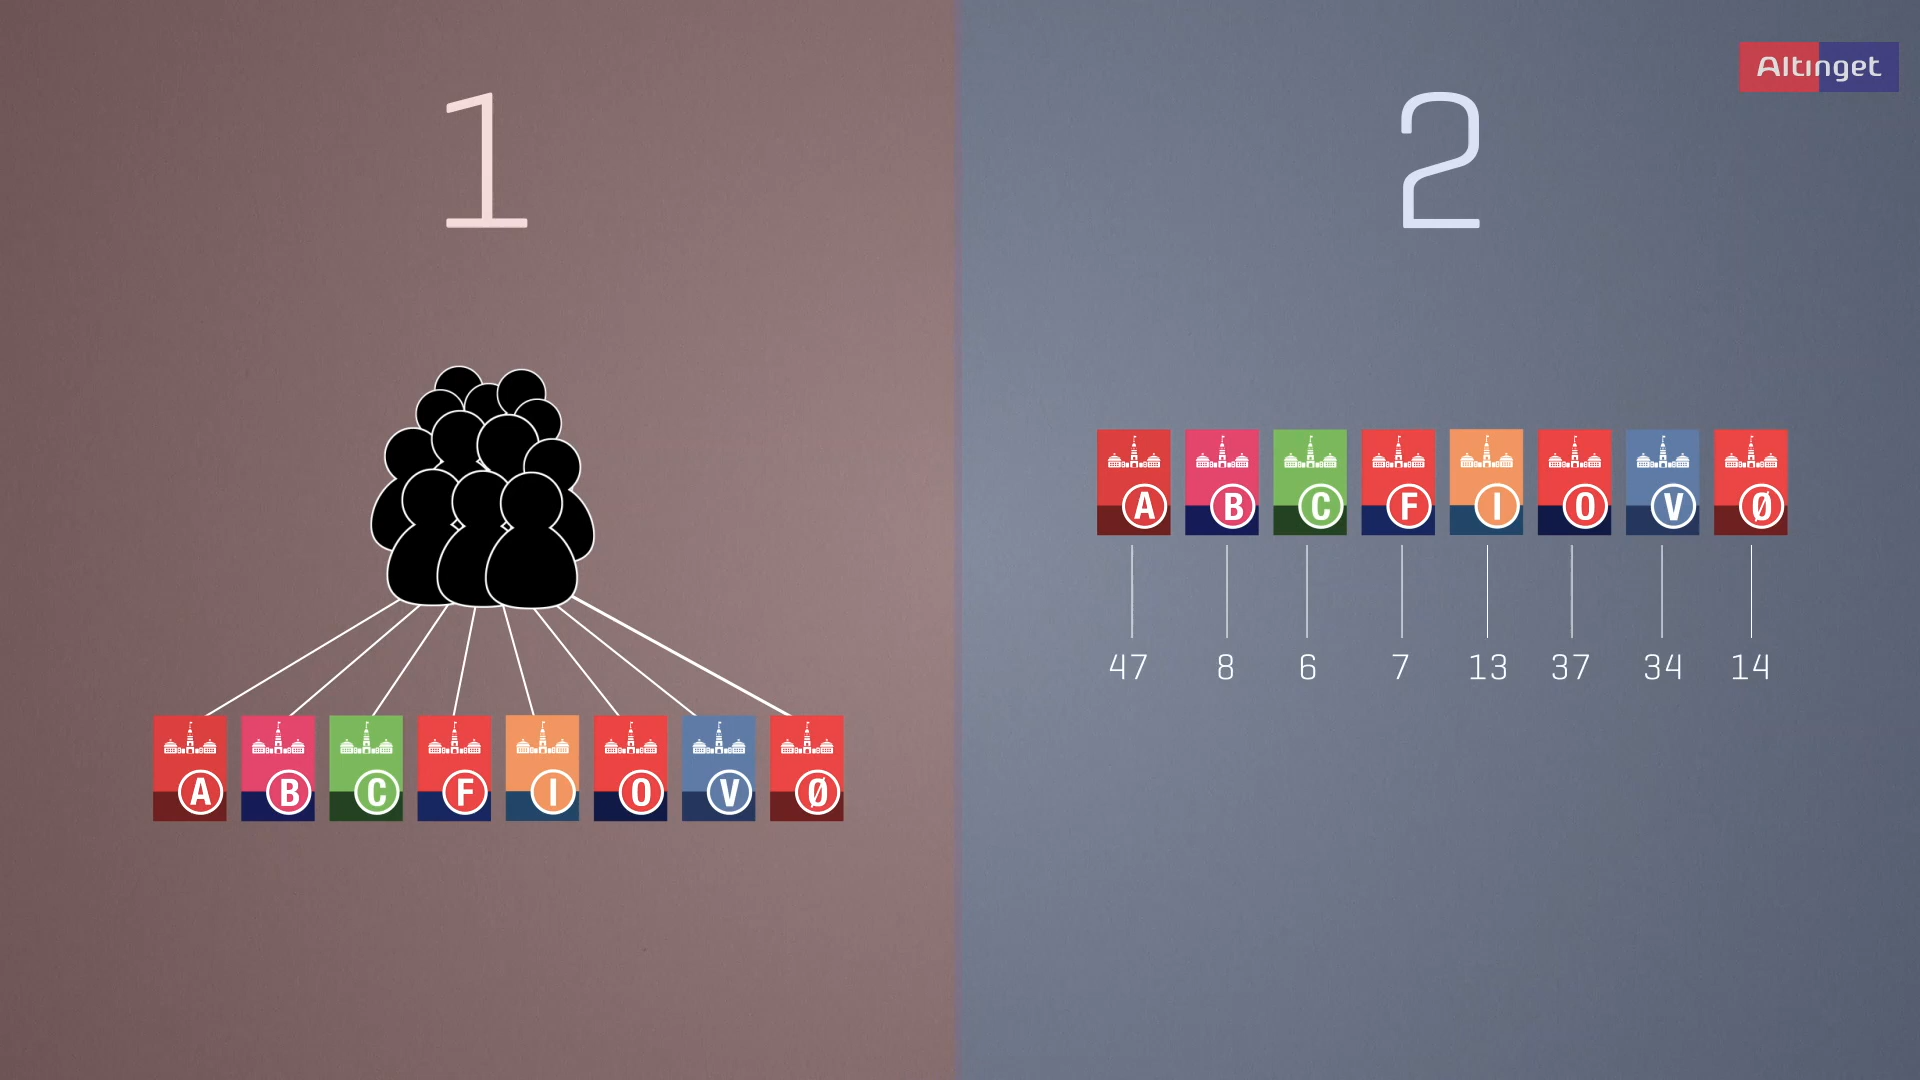 1
A B C F I O V Ø
2
Altinget
A B C F I O V Ø
47 8 6 7 13 37 34 14